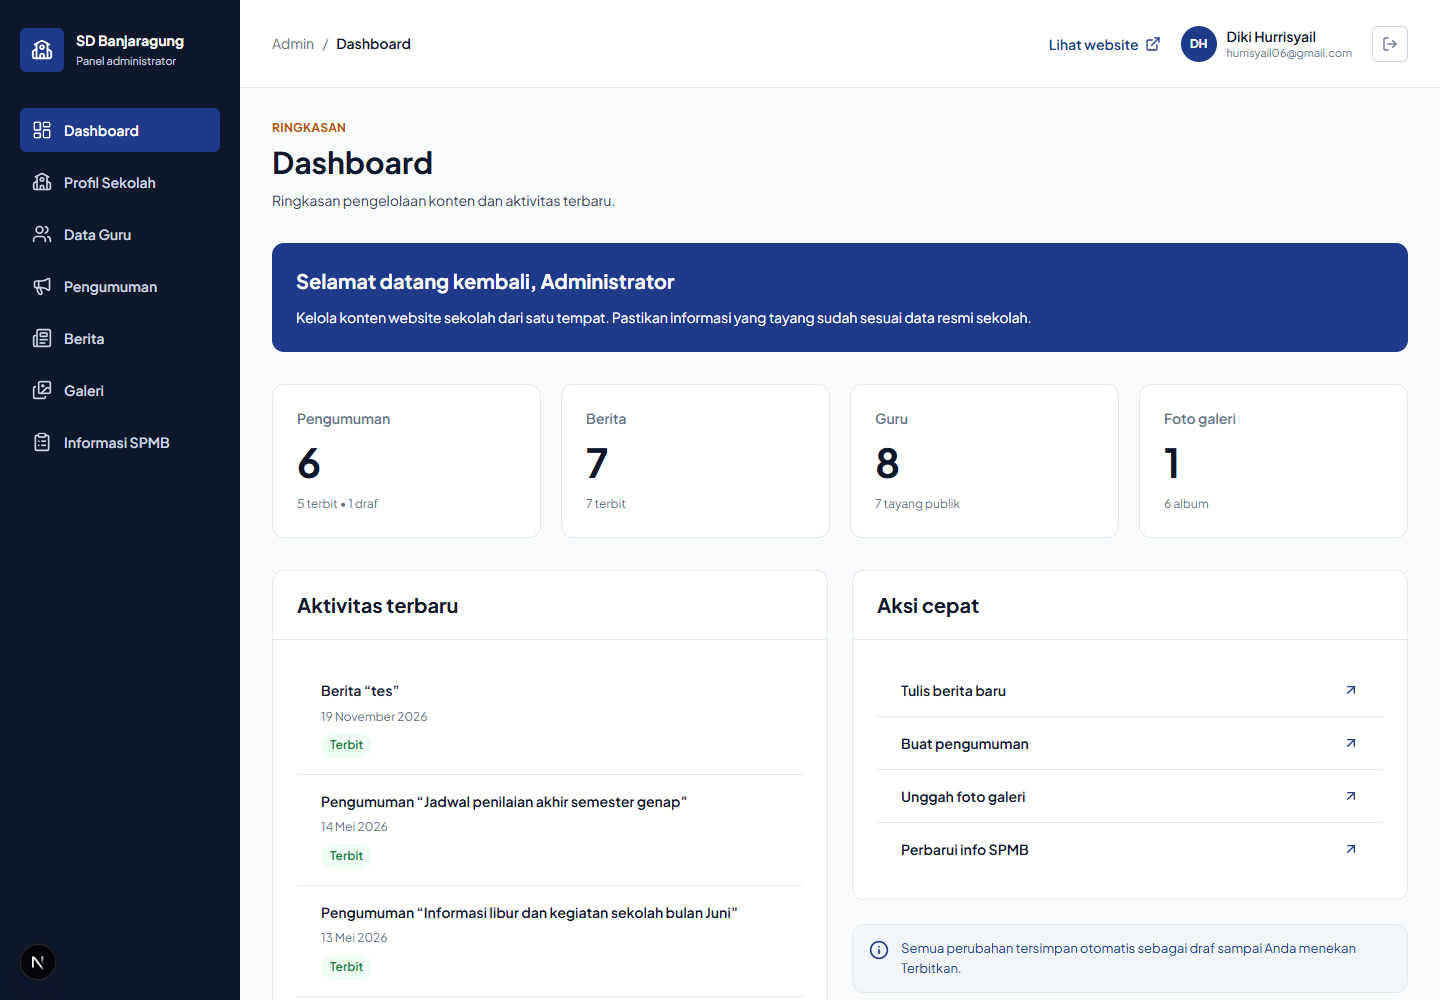 SD Banjaragung
Panel administrator
Dashboard
Profil Sekolah
Data Guru
Pengumuman
Berita
Galeri
Informasi SPMB
N
Admin / Dashboard
Lihat website
DH
Diki Hurrisyail
hurrisyail06@gmail.com
RINGKASAN
Dashboard
Ringkasan pengelolaan konten dan aktivitas terbaru.
Selamat datang kembali, Administrator
Kelola konten website sekolah dari satu tempat. Pastikan informasi yang tayang sudah sesuai data resmi sekolah.
Pengumuman
6
5 terbit • 1 draf
Berita
7
7 terbit
Guru
8
7 tayang publik
Foto galeri
1
6 album
Aktivitas terbaru
Berita “tes”
19 November 2026
Terbit
Pengumuman “Jadwal penilaian akhir semester genap”
14 Mei 2026
Terbit
Pengumuman “Informasi libur dan kegiatan sekolah bulan Juni”
13 Mei 2026
Terbit
Aksi cepat
Tulis berita baru
Buat pengumuman
Unggah foto galeri
Perbarui info SPMB
Semua perubahan tersimpan otomatis sebagai draf sampai Anda menekan
Terbitkan.